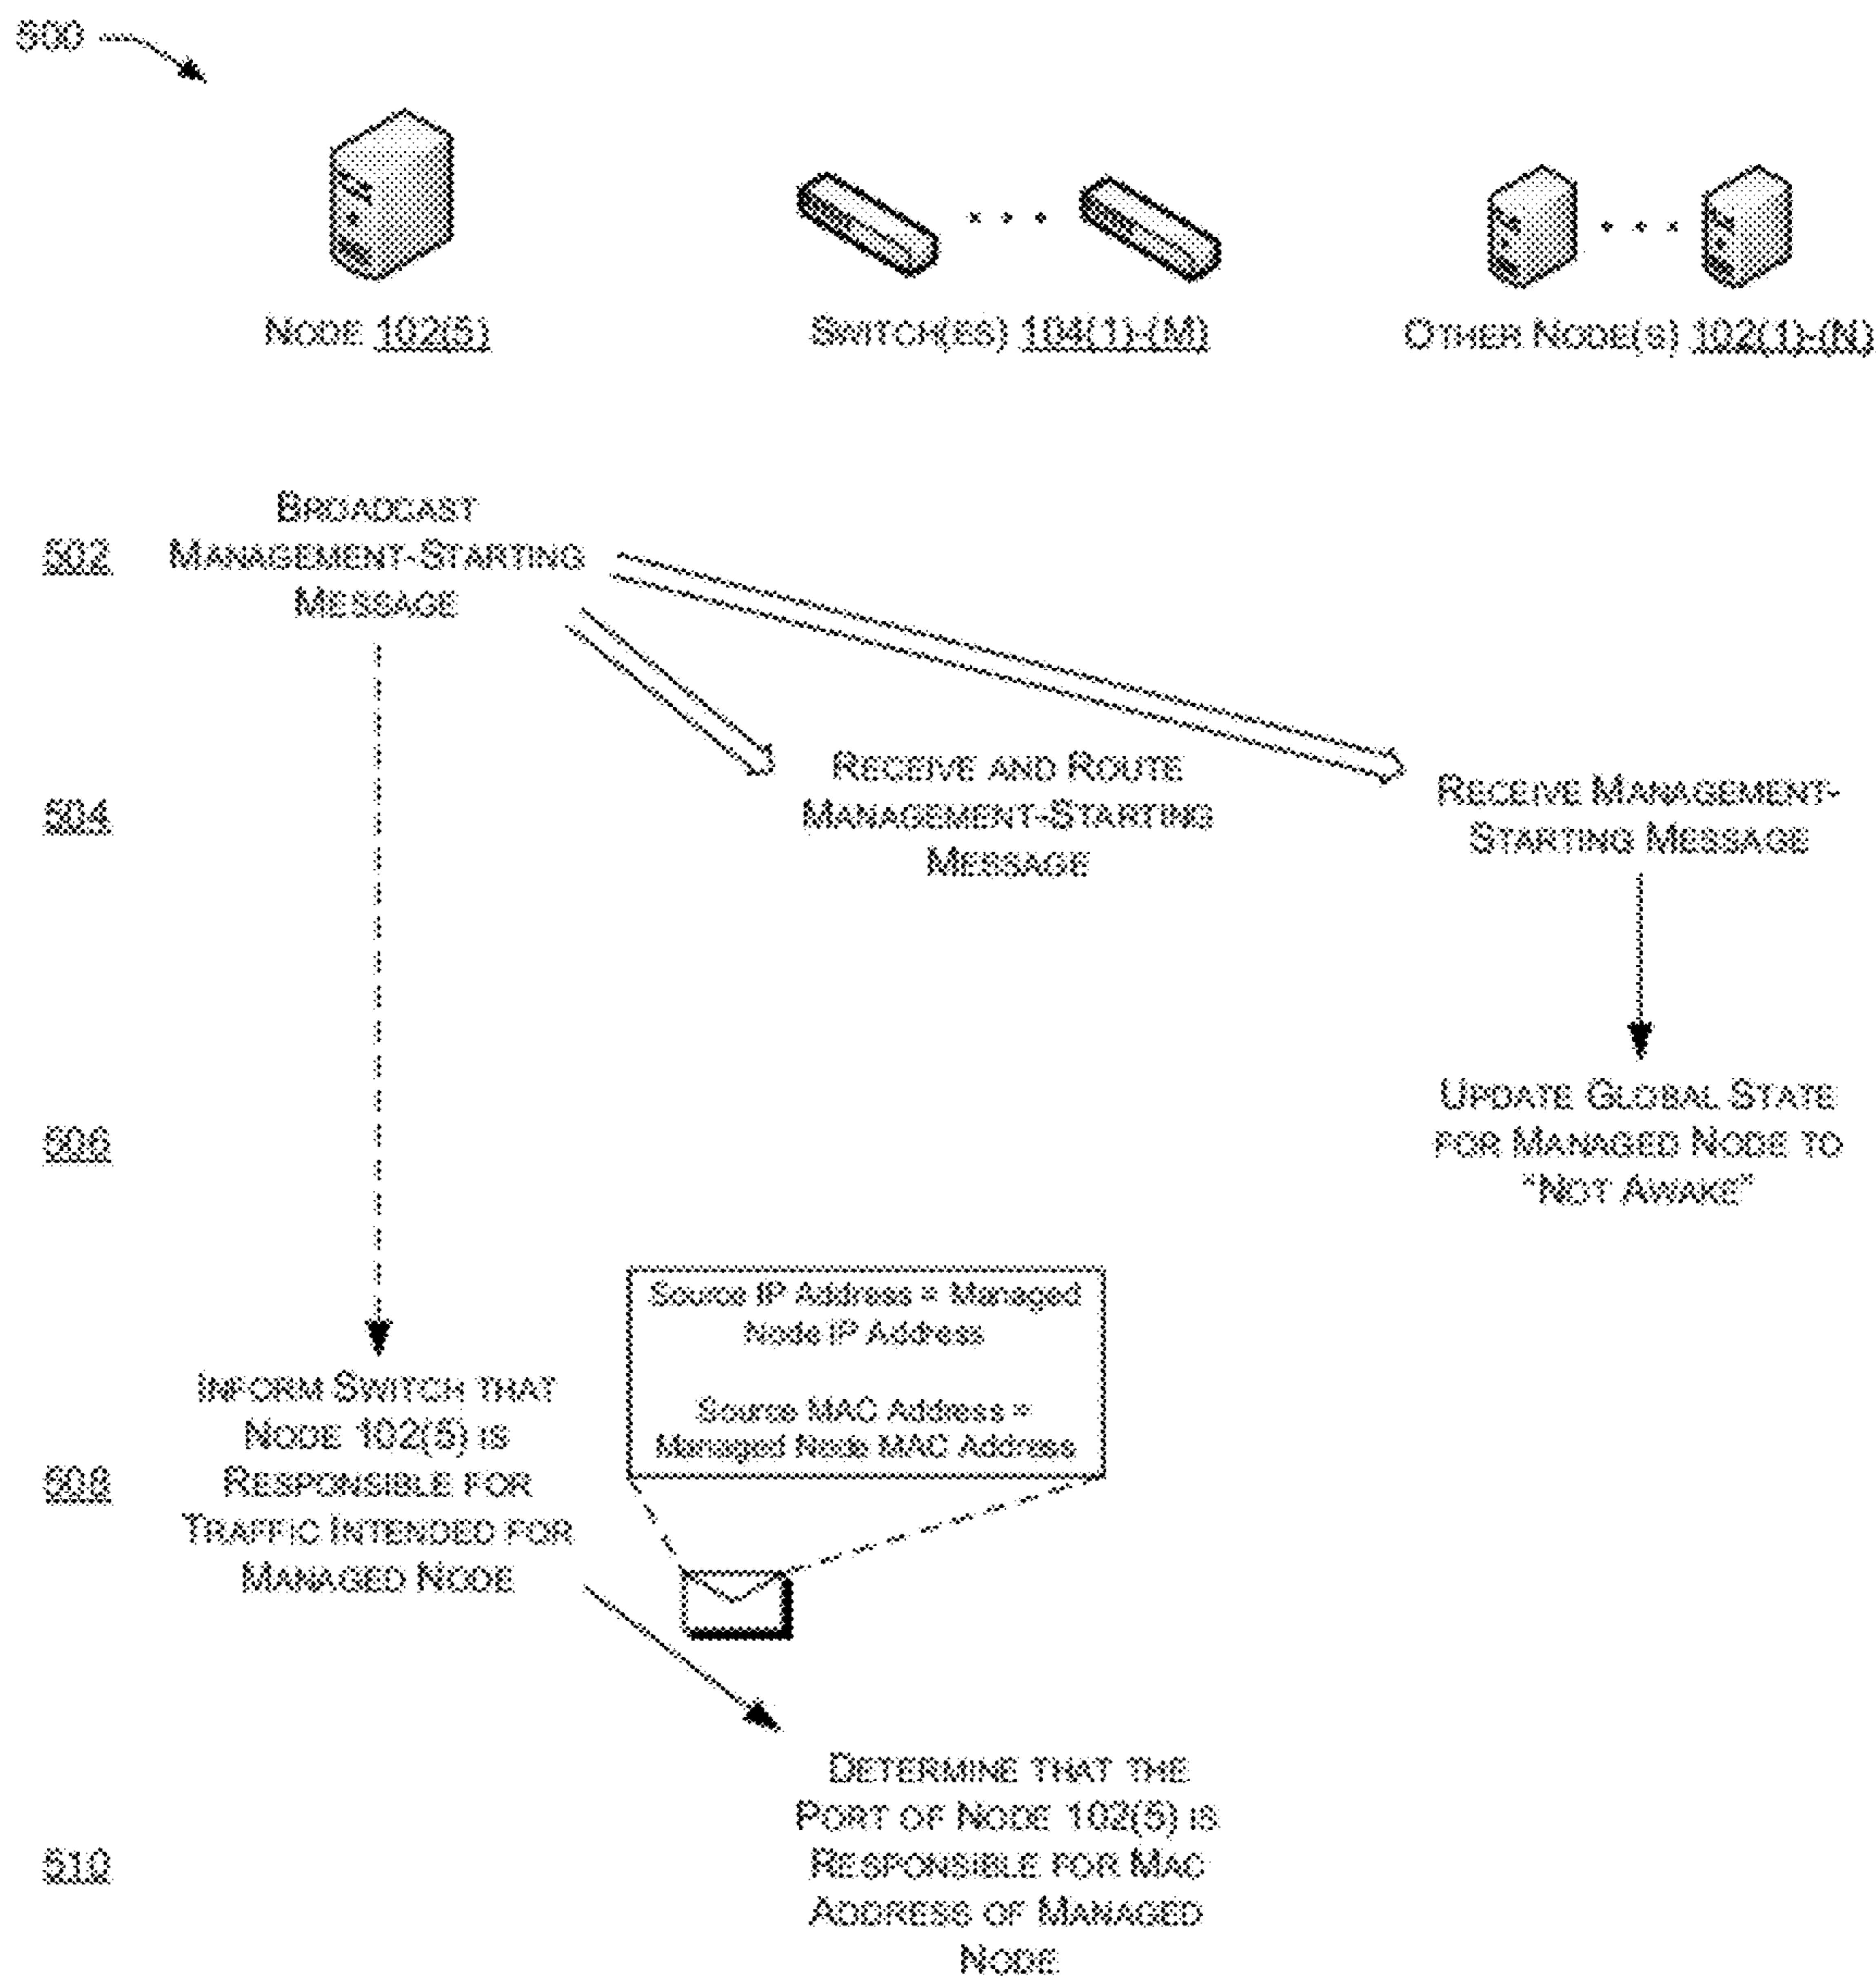 500
NODE 102(5)
SWITCH(ES) 104(1)-(M)
OTHER NODE(S) 102(1)-(N)
502
BROADCAST
MANAGEMENT-STARTING
MESSAGE
504
RECEIVE AND ROUTE
MANAGEMENT-STARTING
MESSAGE
RECEIVE MANAGEMENT-
STARTING MESSAGE
506
UPDATE GLOBAL STATE
FOR MANAGED NODE TO
"NOT AWAKE"
508
INFORM SWITCH THAT
NODE 102(5) IS
RESPONSIBLE FOR
TRAFFIC INTENDED FOR
MANAGED NODE
Source IP Address = Managed
Node IP Address
Source MAC Address =
Managed Node MAC Address
510
DETERMINE THAT THE
PORT OF NODE 102(5) IS
RESPONSIBLE FOR MAC
ADDRESS OF MANAGED
NODE